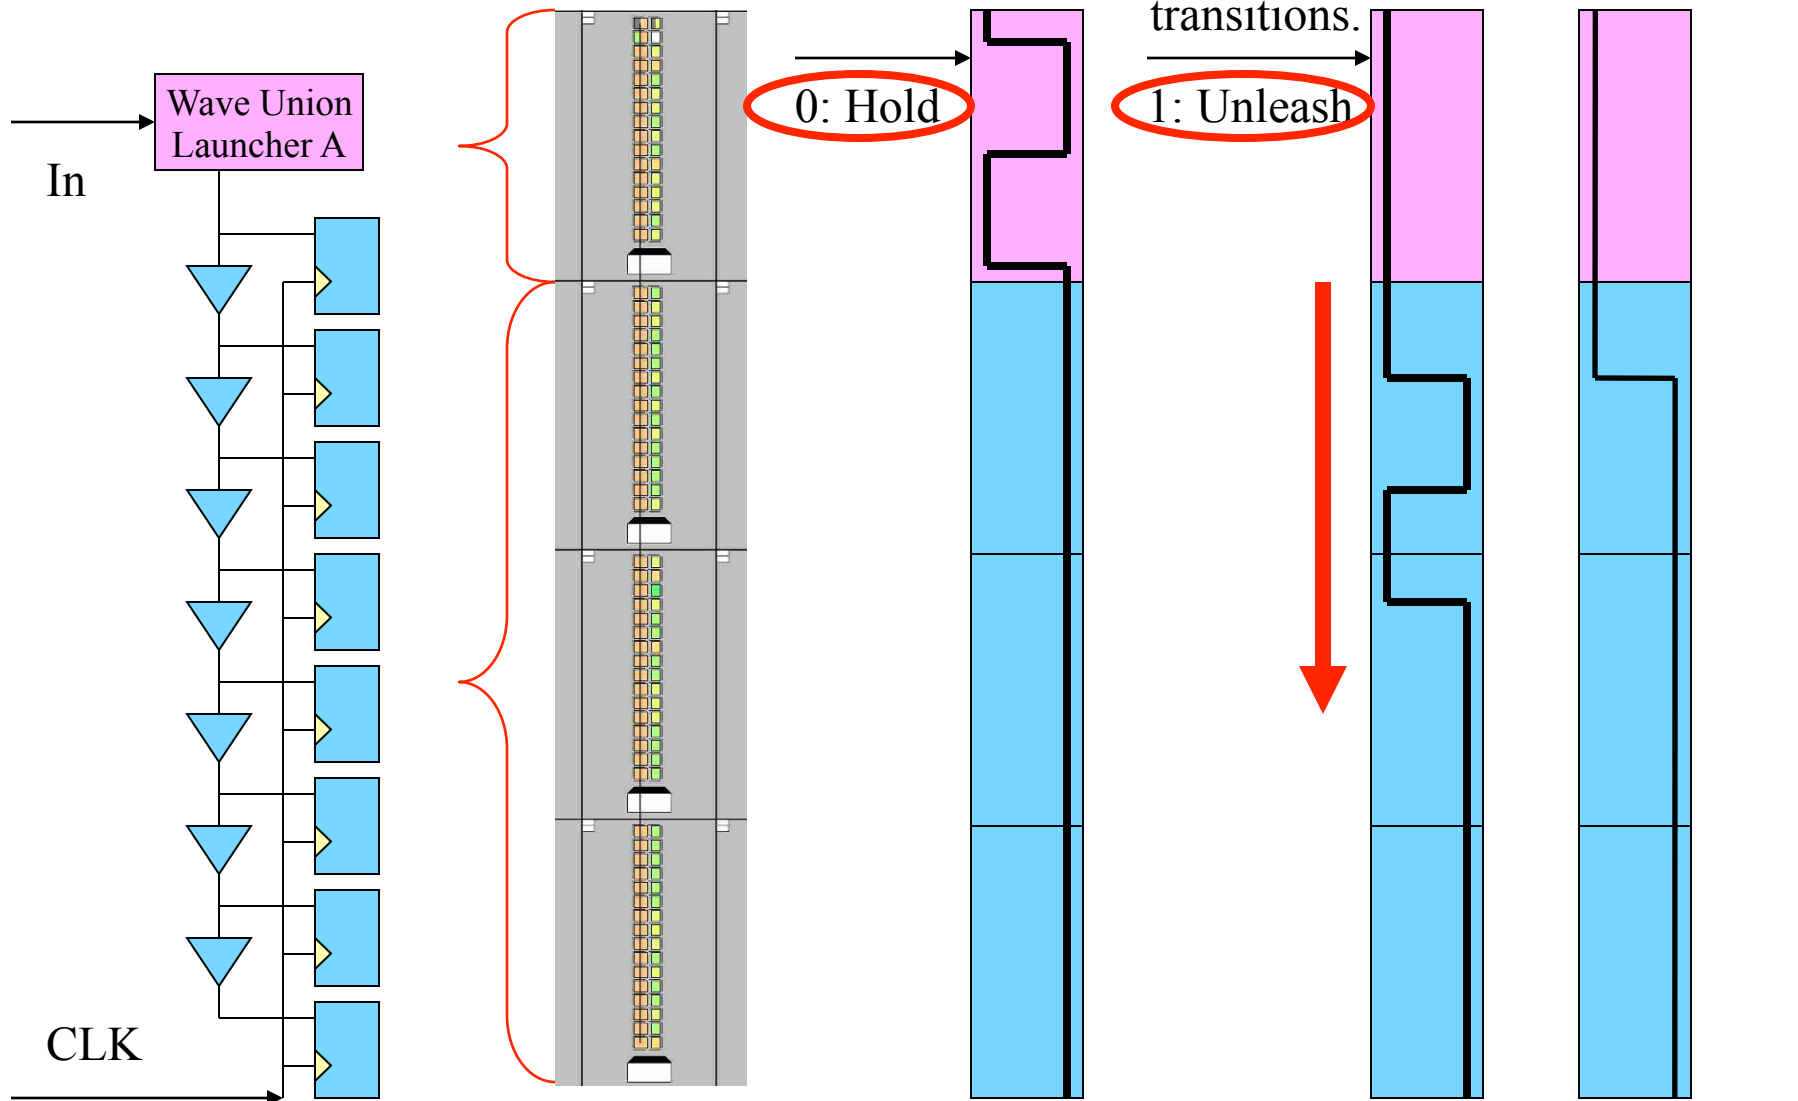 transitions.
Wave Union
Launcher A
0: Hold
1: Unleash
In
CLK